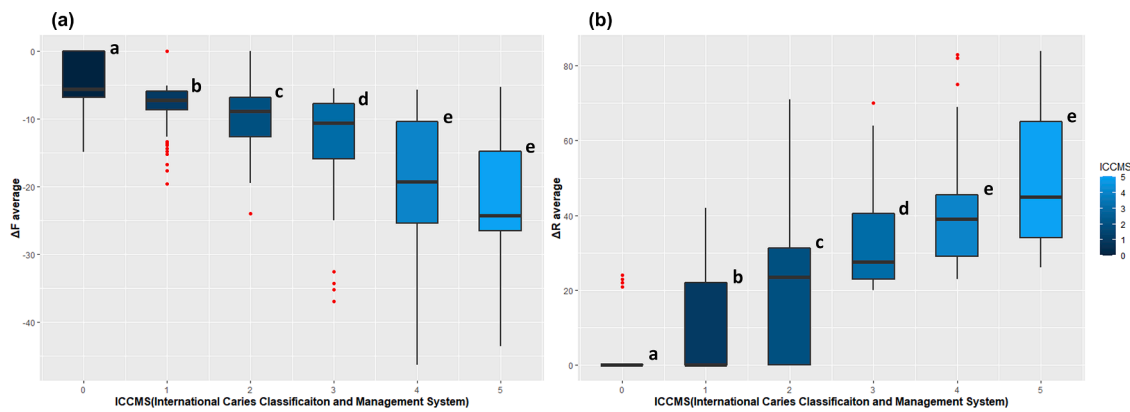 (a)
ΔF average
0
-10
-20
-30
-40
a
b
c
d
e
e
0 1 2 3 4 5
ICCMS(International Caries Classificaiton and Management System)
(b)
ΔR average
80
60
40
20
0
a
b
c
d
e
e
0 1 2 3 4 5
ICCMS(International Caries Classificaiton and Management System)
ICCMS
5
4
3
2
1
0